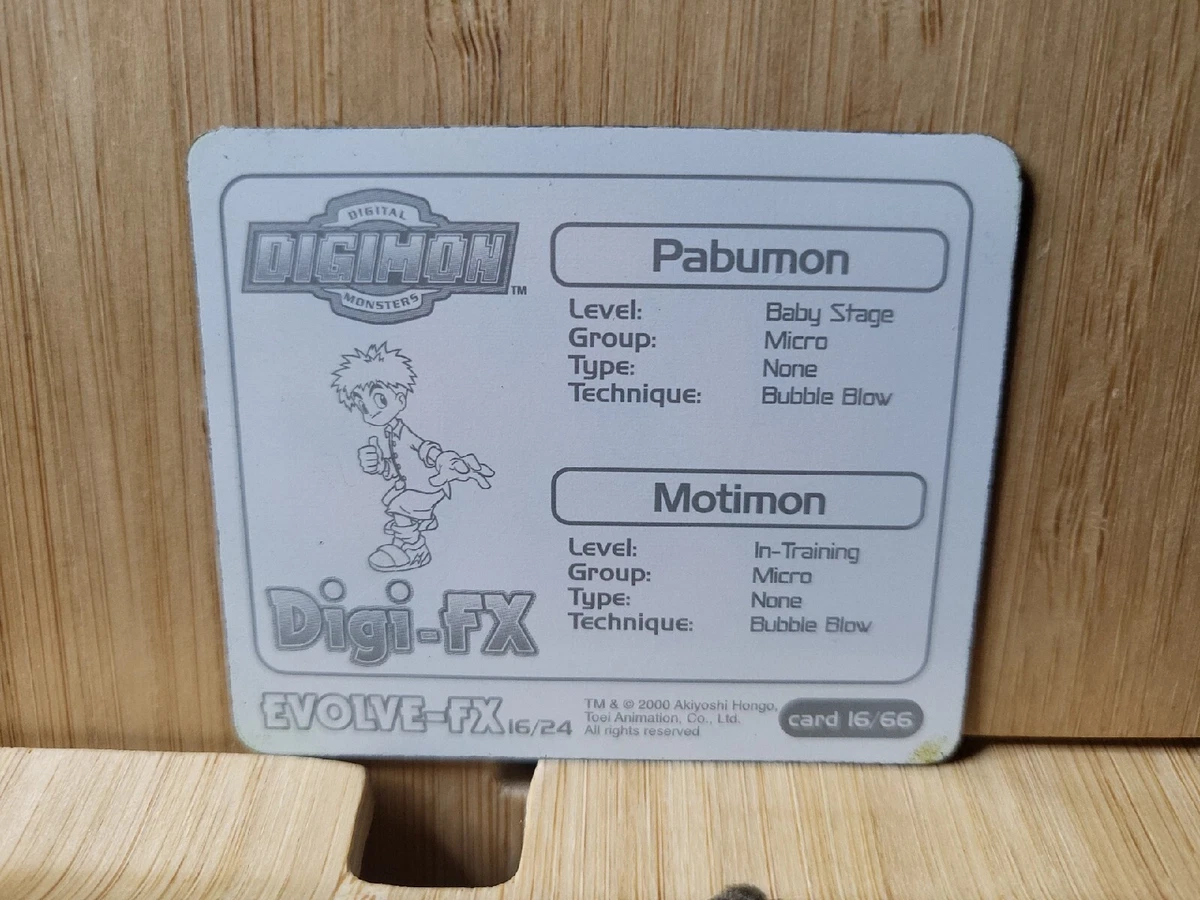 DIGITAL
DIGIMON
MONSTERS
TM
Pabumon
Level: Baby Stage
Group: Micro
Type: None
Technique: Bubble Blow
Motimon
Level: In-Training
Group: Micro
Type: None
Technique: Bubble Blow
Digi-FX
EVOLVE-FX 16/24
TM & © 2000 Akiyoshi Hongo,
Toei Animation, Co., Ltd.
All rights reserved
card 16/66